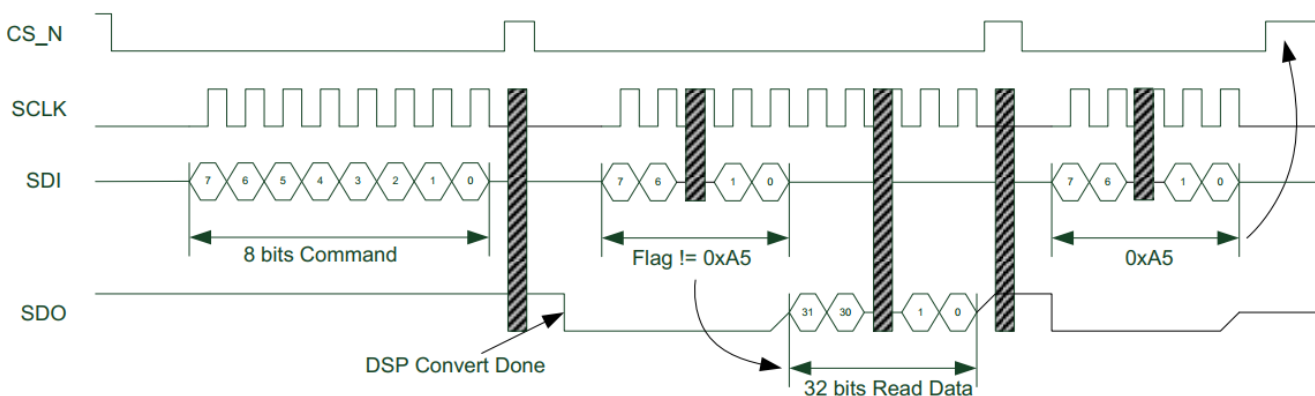 CS_N
SCLK
SDI
7 6 5 4 3 2 1 0
7 6 1 0
7 6 1 0
8 bits Command
Flag != 0xA5
0xA5
SDO
31 30 1 0
DSP Convert Done
32 bits Read Data